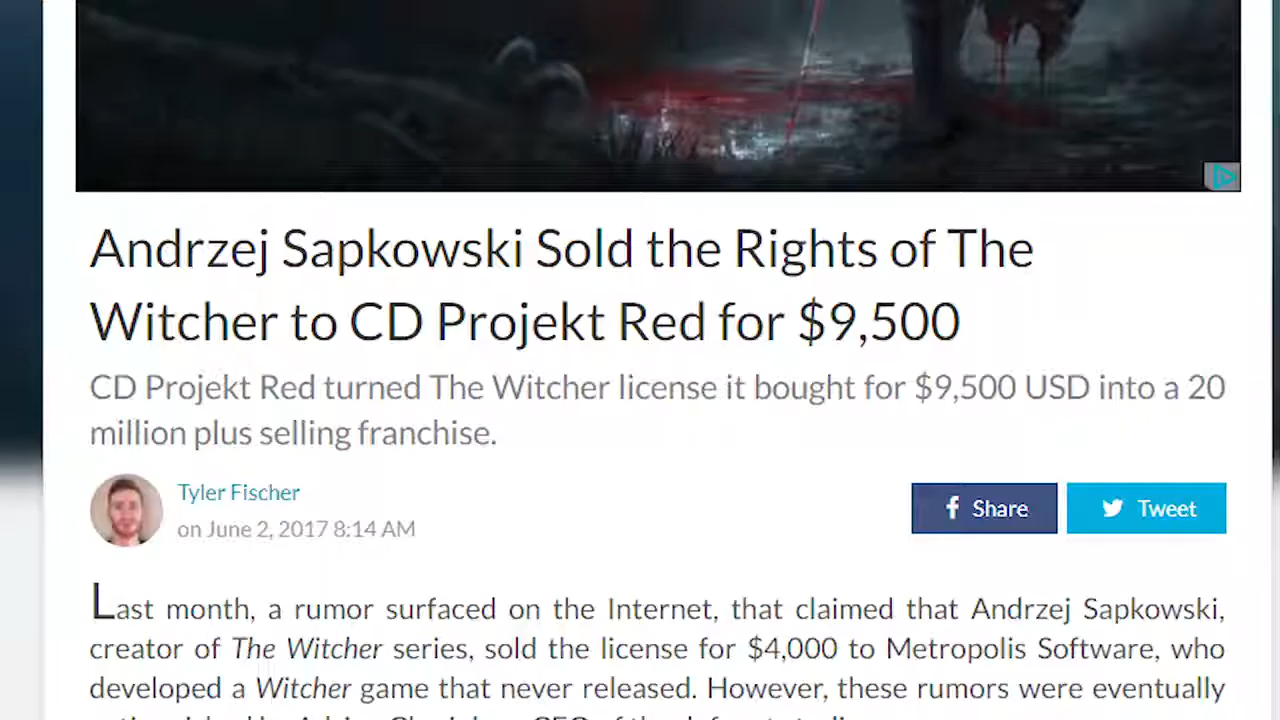 Andrzej Sapkowski Sold the Rights of The
Witcher to CD Projekt Red for $9,500
CD Projekt Red turned The Witcher license it bought for $9,500 USD into a 20
million plus selling franchise.
Tyler Fischer
on June 2, 2017 8:14 AM
Share
Tweet
Last month, a rumor surfaced on the Internet, that claimed that Andrzej Sapkowski,
creator of The Witcher series, sold the license for $4,000 to Metropolis Software, who
developed a Witcher game that never released. However, these rumors were eventually